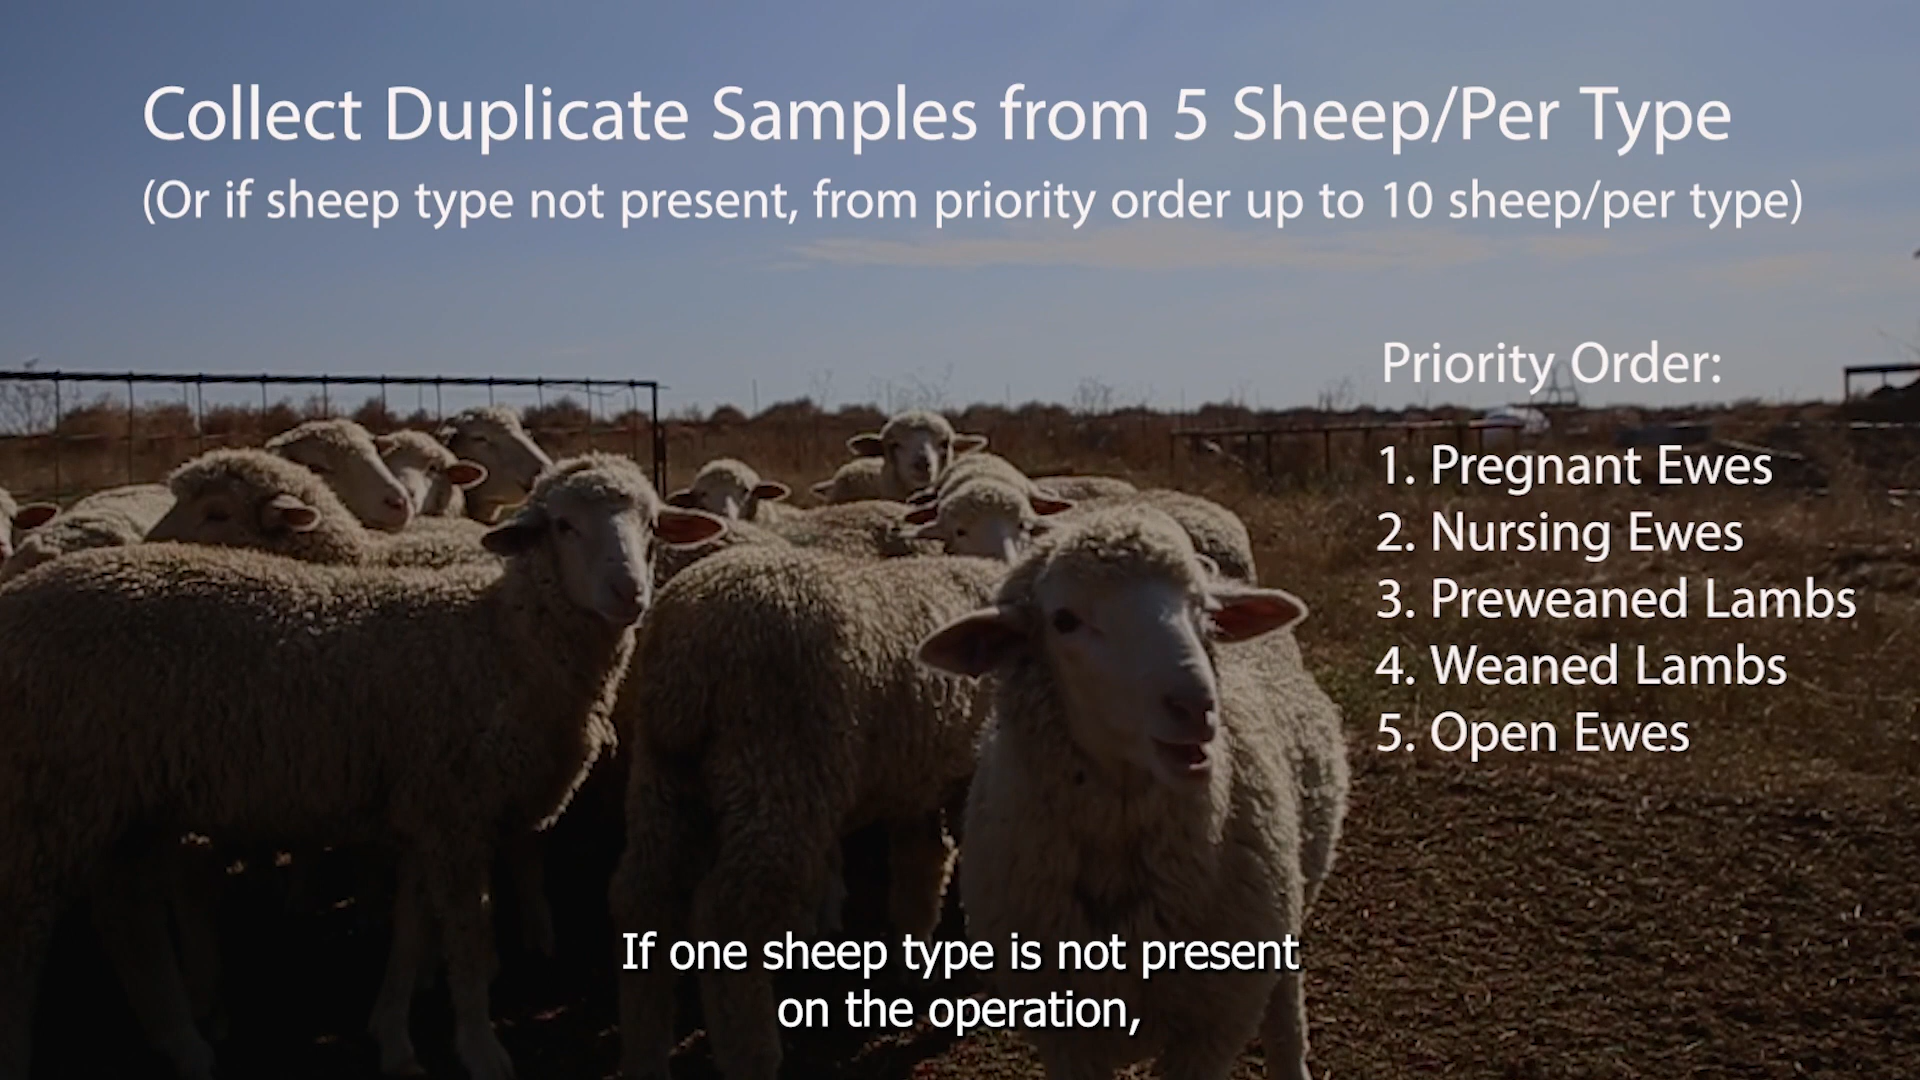 Collect Duplicate Samples from 5 Sheep/Per Type
(Or if sheep type not present, from priority order up to 10 sheep/per type)
Priority Order:
1. Pregnant Ewes
2. Nursing Ewes
3. Preweaned Lambs
4. Weaned Lambs
5. Open Ewes
If one sheep type is not present
on the operation,